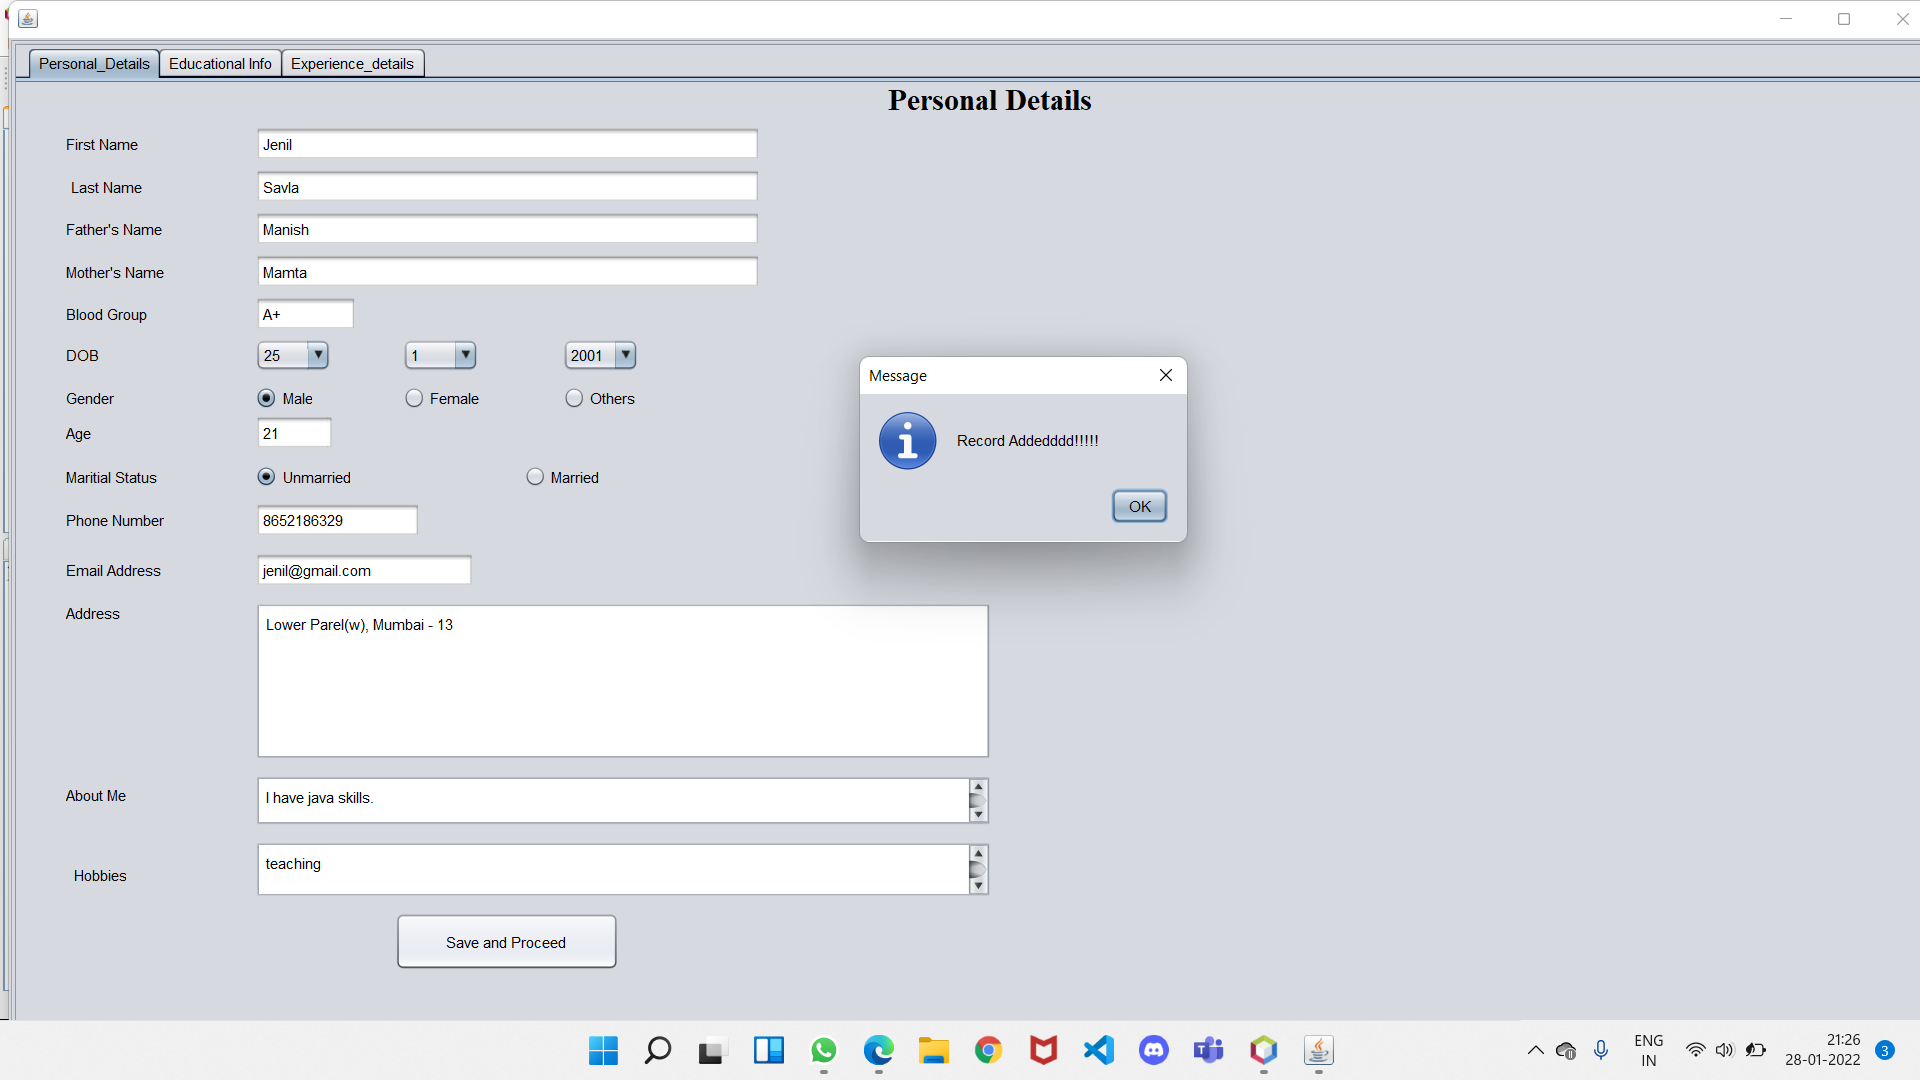 Personal_Details Educational Info Experience_details
Personal Details
First Name Jenil
Last Name Savla
Father's Name Manish
Mother's Name Mamta
Blood Group A+
DOB 25 1 2001
Gender Male Female Others
Age 21
Maritial Status Unmarried Married
Phone Number 8652186329
Email Address jenil@gmail.com
Address Lower Parel(w), Mumbai - 13
About Me I have java skills.
Hobbies teaching
Save and Proceed
Message
Record Addedddd!!!!!
OK
ENG
IN
21:26
28-01-2022
3